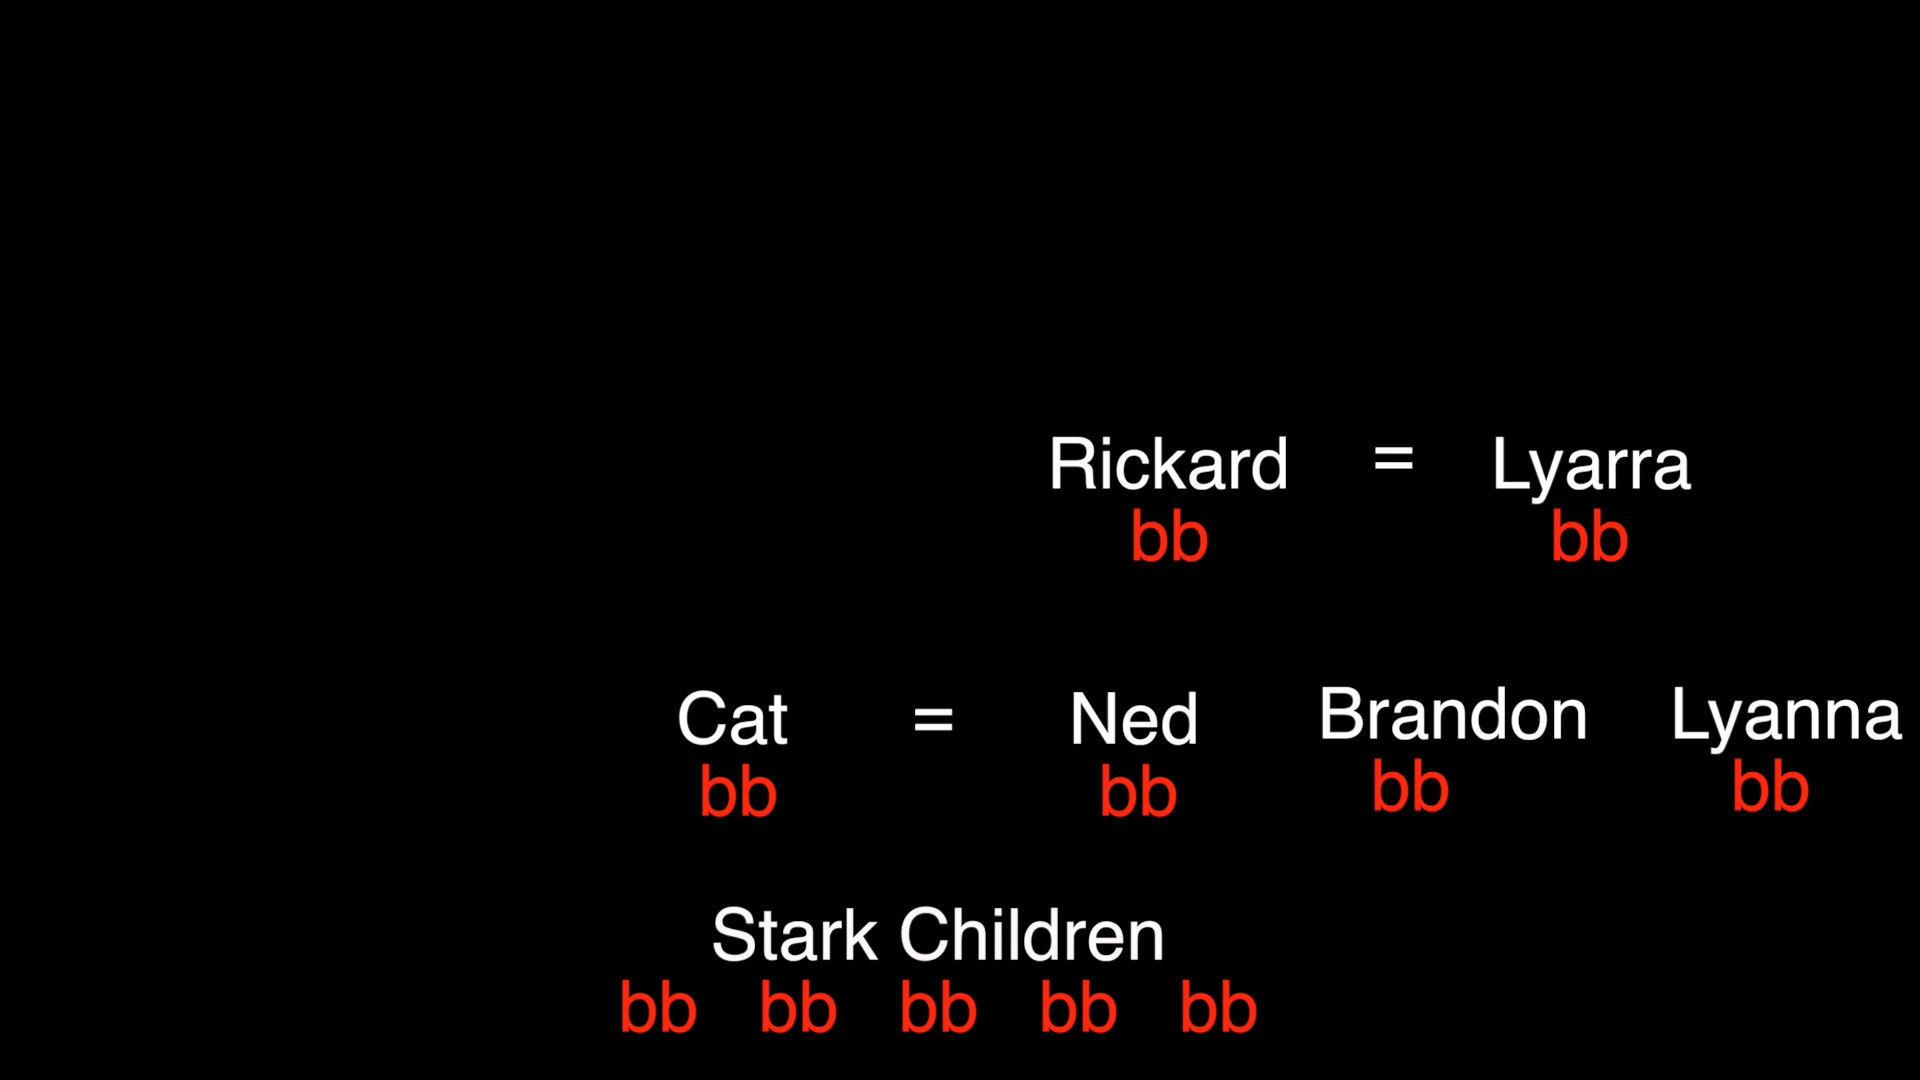 Rickard = Lyarra
bb bb
Cat = Ned Brandon Lyanna
bb bb bb bb
Stark Children
bb bb bb bb bb